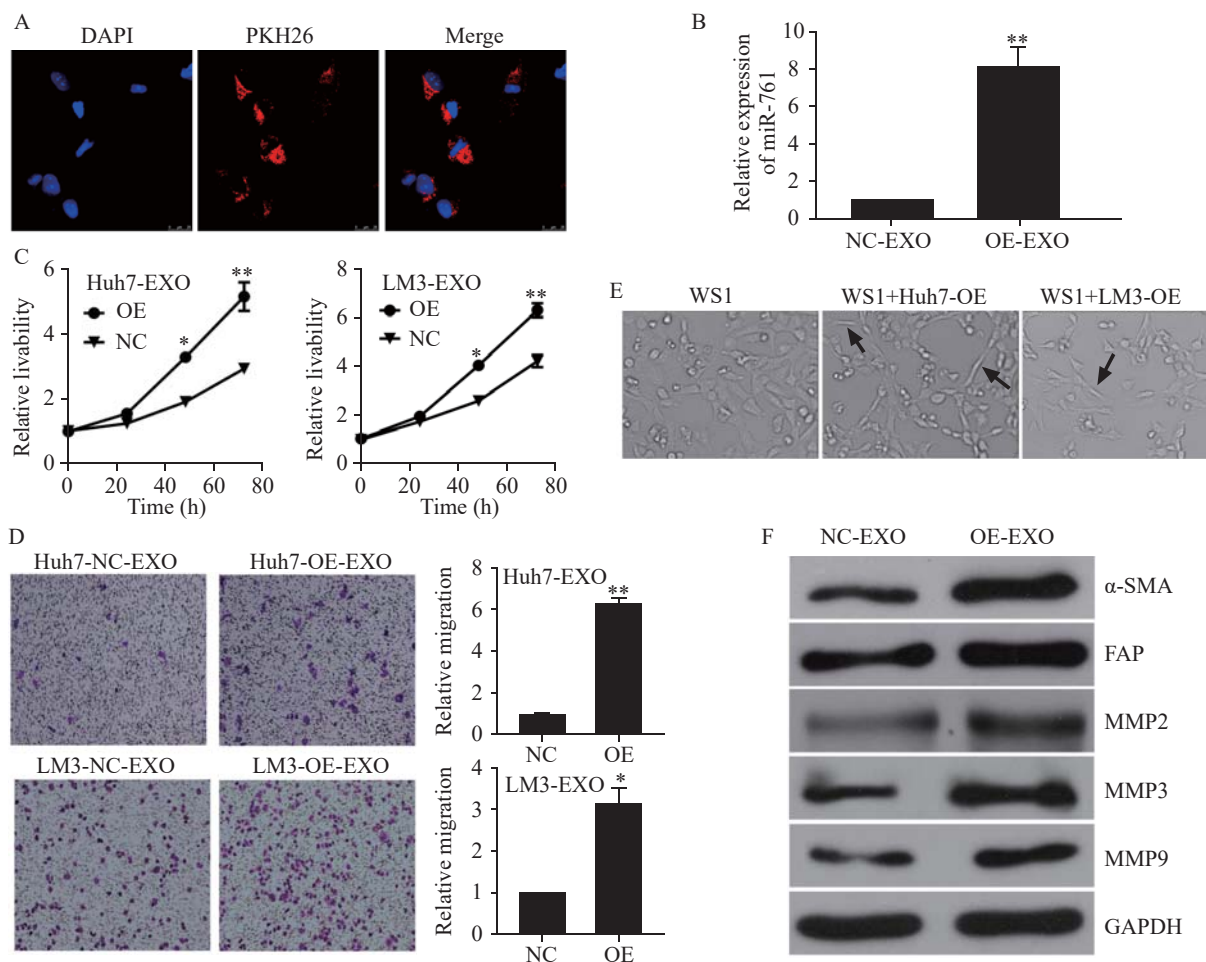 A
DAPI
PKH26
Merge
B
Relative expression
of miR-761
10
8
6
4
2
0
**
NC-EXO
OE-EXO
C
Relative livability
6
4
2
0
Huh7-EXO
OE
NC
*
**
0
20
40
60
80
Time (h)
Relative livability
8
6
4
2
0
LM3-EXO
OE
NC
*
**
0
20
40
60
80
Time (h)
E
WS1
WS1+Huh7-OE
WS1+LM3-OE
D
Huh7-NC-EXO
Huh7-OE-EXO
LM3-NC-EXO
LM3-OE-EXO
Relative migration
8
6
4
2
0
Huh7-EXO
**
NC
OE
Relative migration
4
3
2
1
0
LM3-EXO
*
NC
OE
F
NC-EXO
OE-EXO
α-SMA
FAP
MMP2
MMP3
MMP9
GAPDH